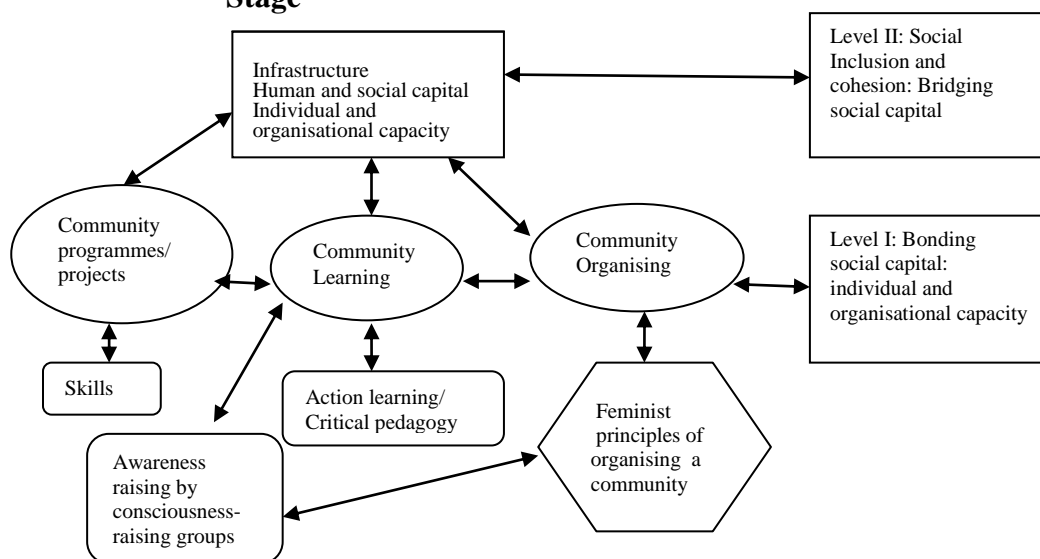 Stage
Infrastructure
Human and social capital
Individual and
organisational capacity
Level II: Social
Inclusion and
cohesion: Bridging
social capital
Community
programmes/
projects
Community
Learning
Community
Organising
Level I: Bonding
social capital:
individual and
organisational capacity
Skills
Action learning/
Critical pedagogy
Feminist
principles of
organising a
community
Awareness
raising by
consciousness-
raising groups